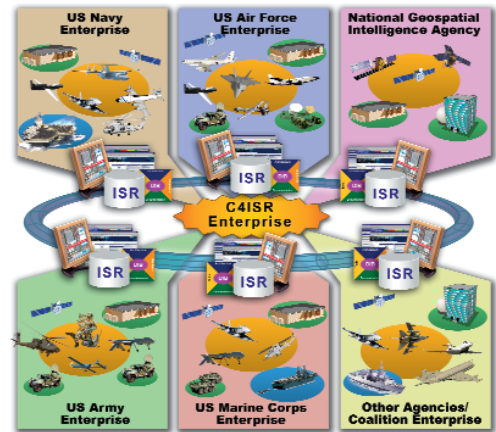 US Navy
Enterprise
US Air Force
Enterprise
National Geospatial
Intelligence Agency
ISR
ISR
ISR
C4ISR
Enterprise
ISR
ISR
ISR
US Army
Enterprise
US Marine Corps
Enterprise
Other Agencies/
Coalition Enterprise